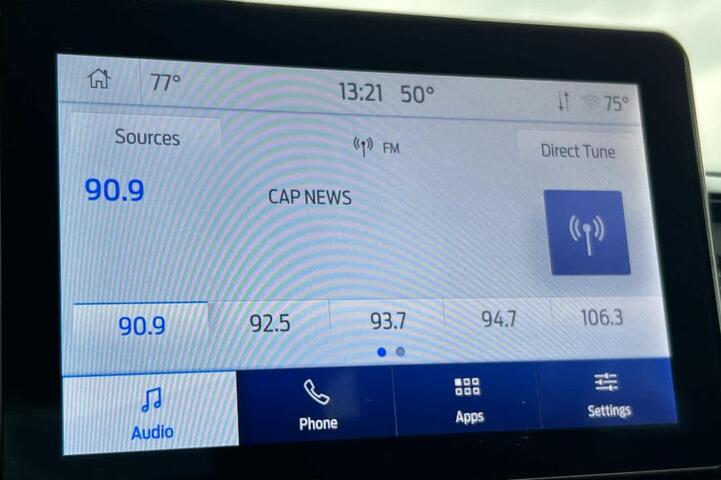 77° 13:21 50° 75°
Sources FM Direct Tune
90.9 CAP NEWS
90.9 92.5 93.7 94.7 106.3
Audio Phone Apps Settings